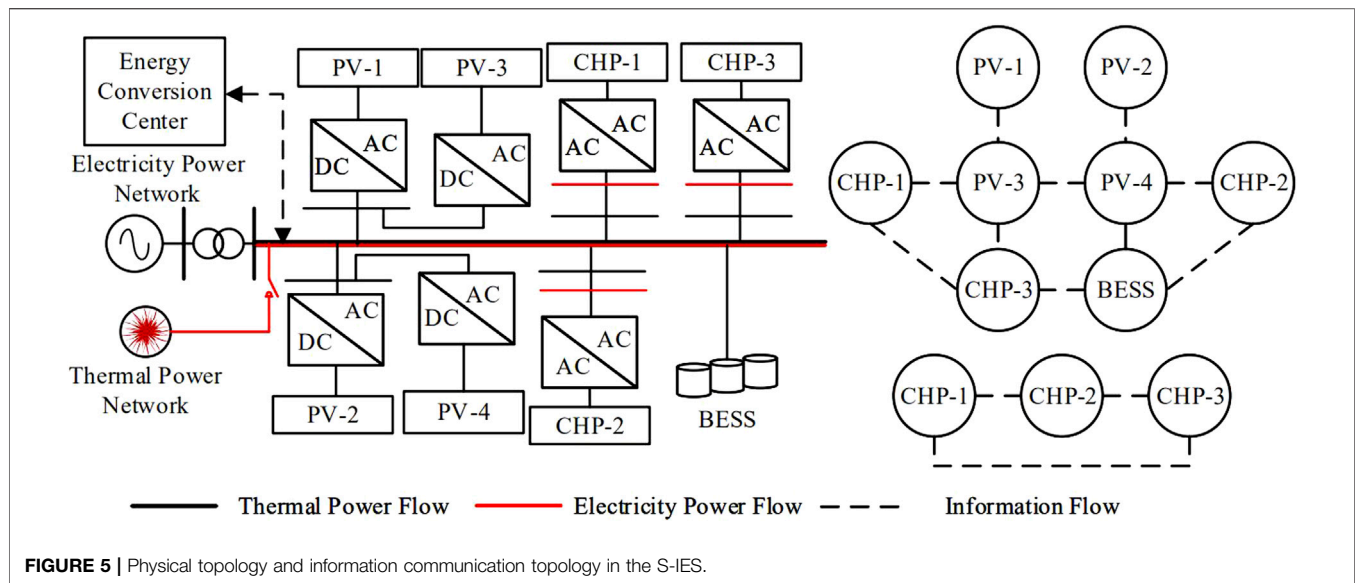 Energy
Conversion
Center
Electricity Power
Network
Thermal Power
Network
PV-1
PV-3
CHP-1
CHP-3
DC
AC
DC
AC
AC
AC
AC
AC
DC
AC
DC
AC
AC
AC
PV-2
PV-4
CHP-2
BESS
PV-1
PV-2
CHP-1
PV-3
PV-4
CHP-2
CHP-3
BESS
CHP-1
CHP-2
CHP-3
Thermal Power Flow
Electricity Power Flow
Information Flow
FIGURE 5 | Physical topology and information communication topology in the S-IES.